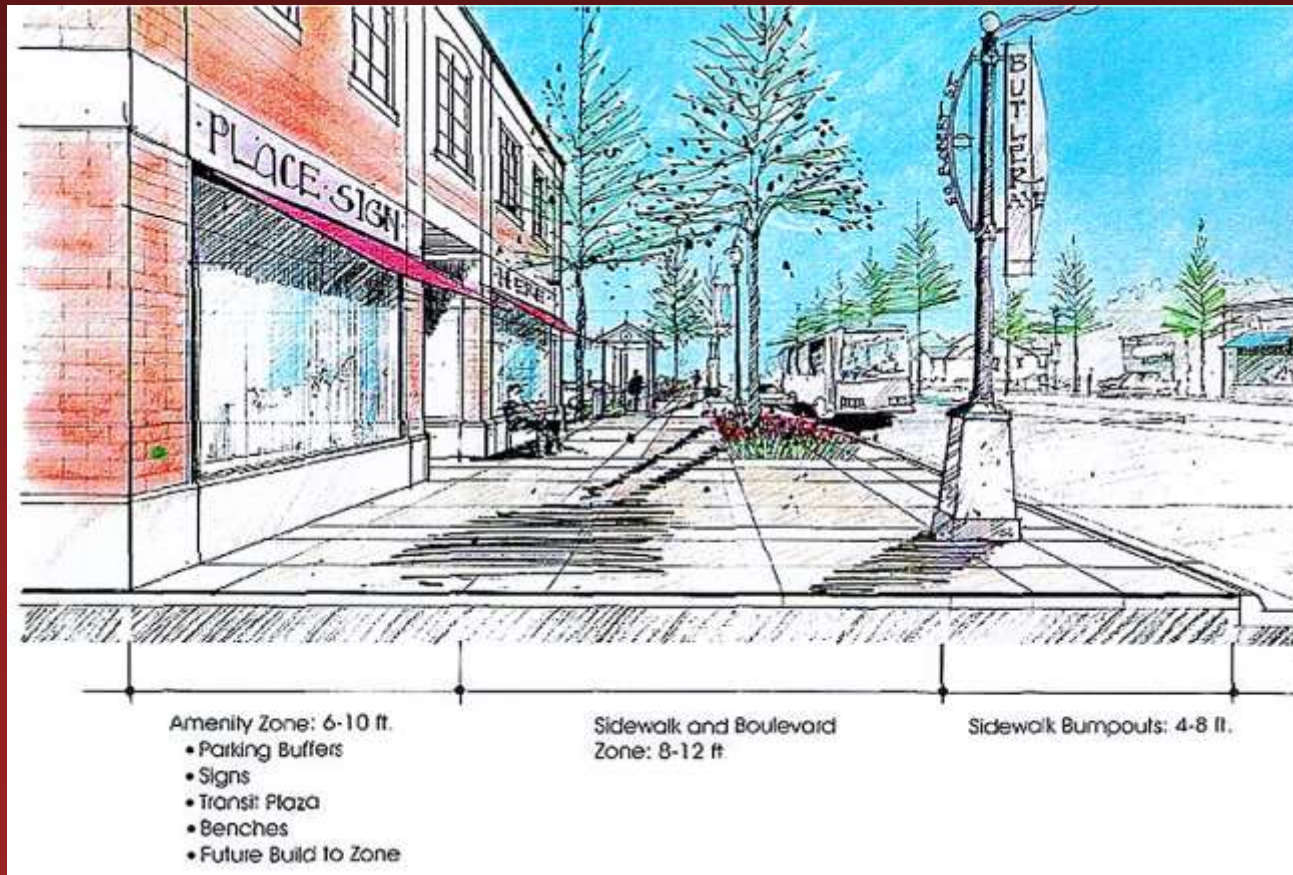 PLACE·SIGN
BUTLER
AVE
Amenity Zone: 6-10 ft.
• Parking Buffers
• Signs
• Transit Plaza
• Benches
• Future Build to Zone
Sidewalk and Boulevard
Zone: 8-12 ft
Sidewalk Bumpouts: 4-8 ft.